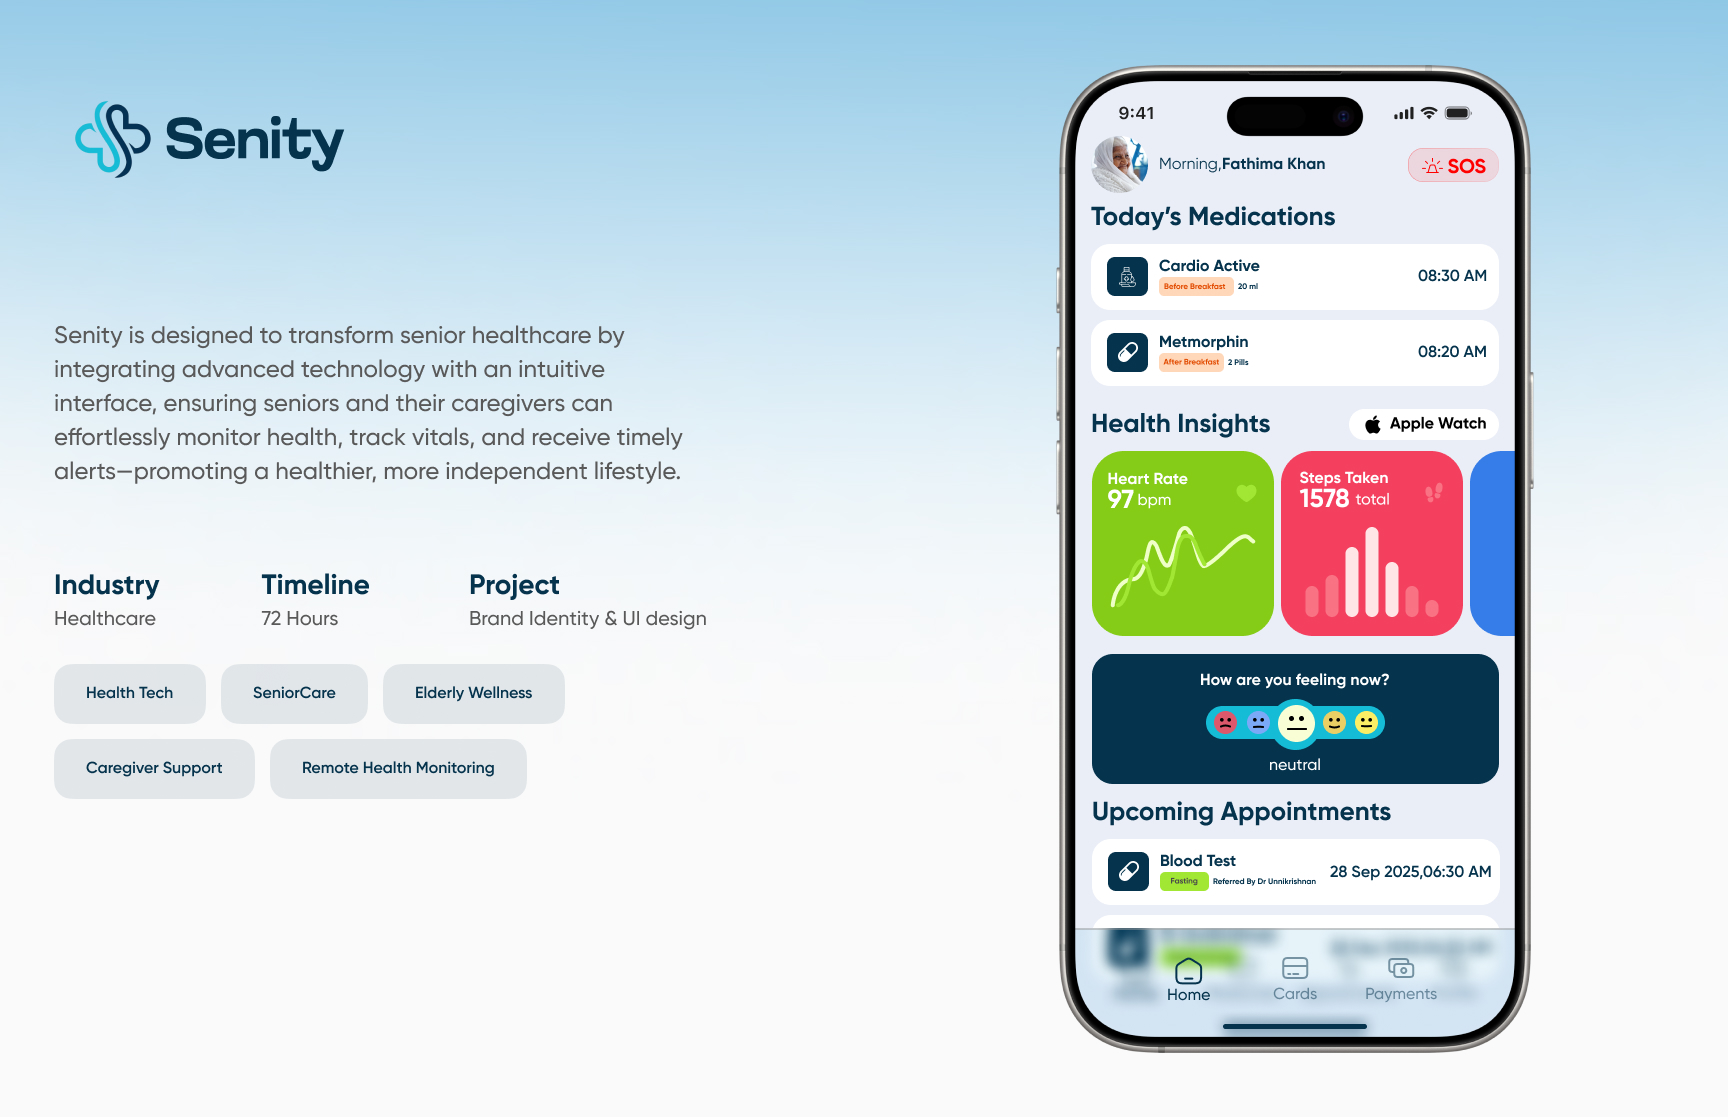 Senity
Senity is designed to transform senior healthcare by
integrating advanced technology with an intuitive
interface, ensuring seniors and their caregivers can
effortlessly monitor health, track vitals, and receive timely
alerts—promoting a healthier, more independent lifestyle.
Industry
Healthcare
Timeline
72 Hours
Project
Brand Identity & UI design
Health Tech
SeniorCare
Elderly Wellness
Caregiver Support
Remote Health Monitoring
9:41
Morning,Fathima Khan
SOS
Today’s Medications
Cardio Active
Before Breakfast 20 ml
08:30 AM
Metmorphin
After Breakfast 2 Pills
08:20 AM
Health Insights
Apple Watch
Heart Rate
97 bpm
Steps Taken
1578 total
How are you feeling now?
neutral
Upcoming Appointments
Blood Test
Fasting Referred By Dr Unnikrishnan
28 Sep 2025,06:30 AM
Home
Cards
Payments